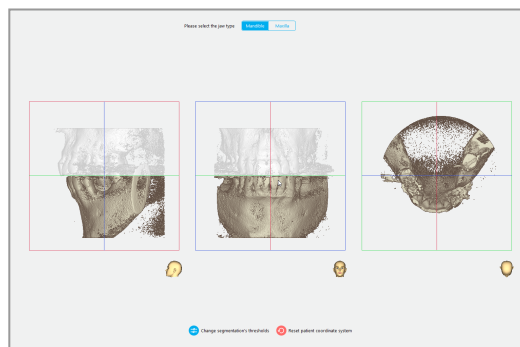 Please select the jaw type Mandible Maxilla
Change segmentation's thresholds Reset patient coordinate system